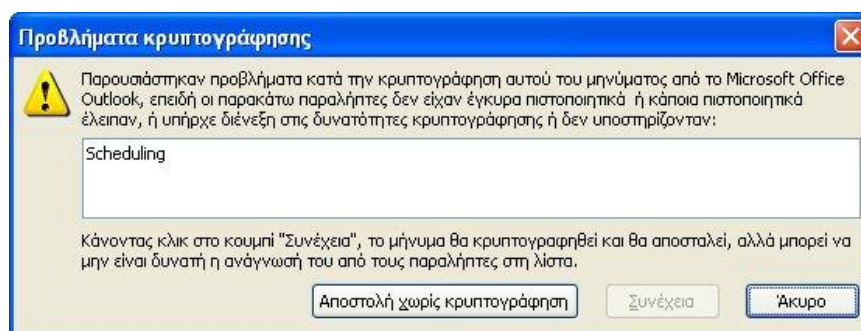 Προβλήματα κρυπτογράφησης
Παρουσιάστηκαν προβλήματα κατά την κρυπτογράφηση αυτού του μηνύματος από το Microsoft Office
Outlook, επειδή οι παρακάτω παραλήπτες δεν είχαν έγκυρα πιστοποιητικά ή κάποια πιστοποιητικά
έλειπαν, ή υπήρχε διένεξη στις δυνατότητες κρυπτογράφησης ή δεν υποστηρίζονταν:
Scheduling
Κάνοντας κλικ στο κουμπί "Συνέχεια", το μήνυμα θα κρυπτογραφηθεί και θα αποσταλεί, αλλά μπορεί να
μην είναι δυνατή η ανάγνωσή του από τους παραλήπτες στη λίστα.
Αποστολή χωρίς κρυπτογράφηση Συνέχεια Άκυρο